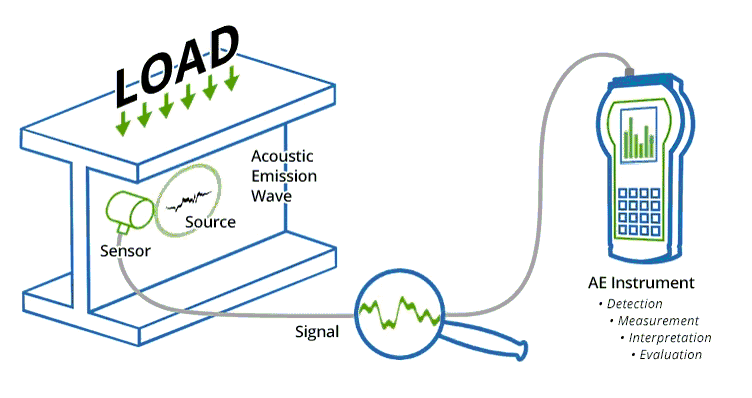 LOAD
Acoustic
Emission
Wave
Source
Sensor
Signal
AE Instrument
• Detection
• Measurement
• Interpretation
• Evaluation